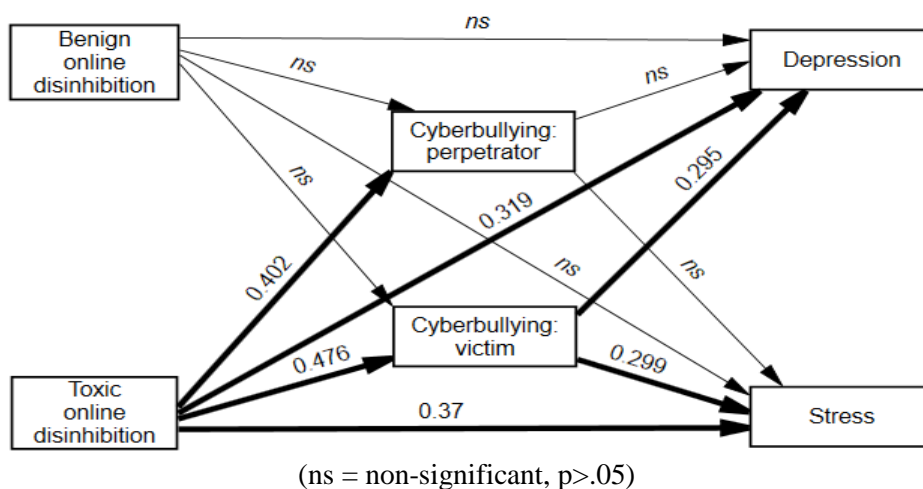 ns
Benign
online
disinhibition
Depression
ns
ns
Cyberbullying:
perpetrator
ns
0.295
0.319
0.402
ns
ns
Cyberbullying:
victim
0.476
0.299
Toxic
online
disinhibition
0.37
Stress
(ns = non-significant, p>.05)